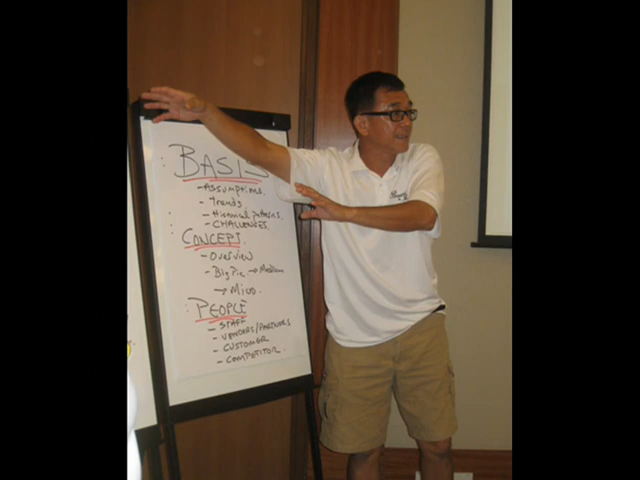 BASIS
- ASSUMPTIONS.
- Trends
- Historical patterns.
- CHALLENGES.
CONCEPT.
- Overview
- Big Pic → Medium
→ Micro.
PEOPLE
- STAFF
- VENDORS/PARTNERS
- CUSTOMER
- COMPETITOR.